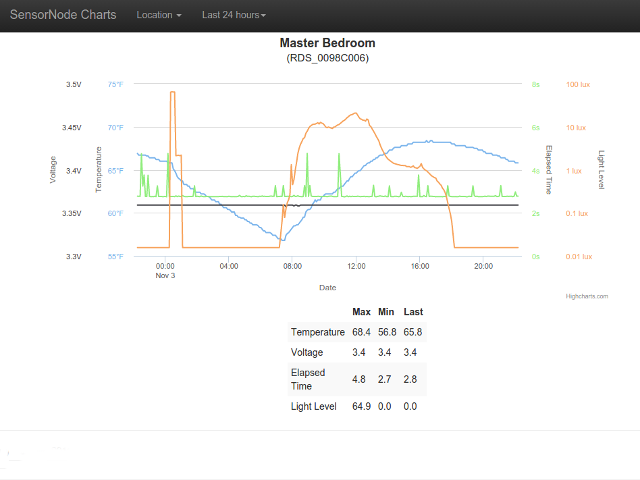 SensorNode Charts Location Last 24 hours
Master Bedroom
(RDS_0098C006)
3.5V 75°F 8s 100 lux
3.45V 70°F 6s 10 lux
3.4V 65°F 4s 1 lux
3.35V 60°F 2s 0.1 lux
3.3V 55°F 0s 0.01 lux
Voltage
Temperature
Elapsed Time
Light Level
00:00 04:00 08:00 12:00 16:00 20:00
Nov 3
Date
Highcharts.com
Max Min Last
Temperature 68.4 56.8 65.8
Voltage 3.4 3.4 3.4
Elapsed
Time 4.8 2.7 2.8
Light Level 64.9 0.0 0.0